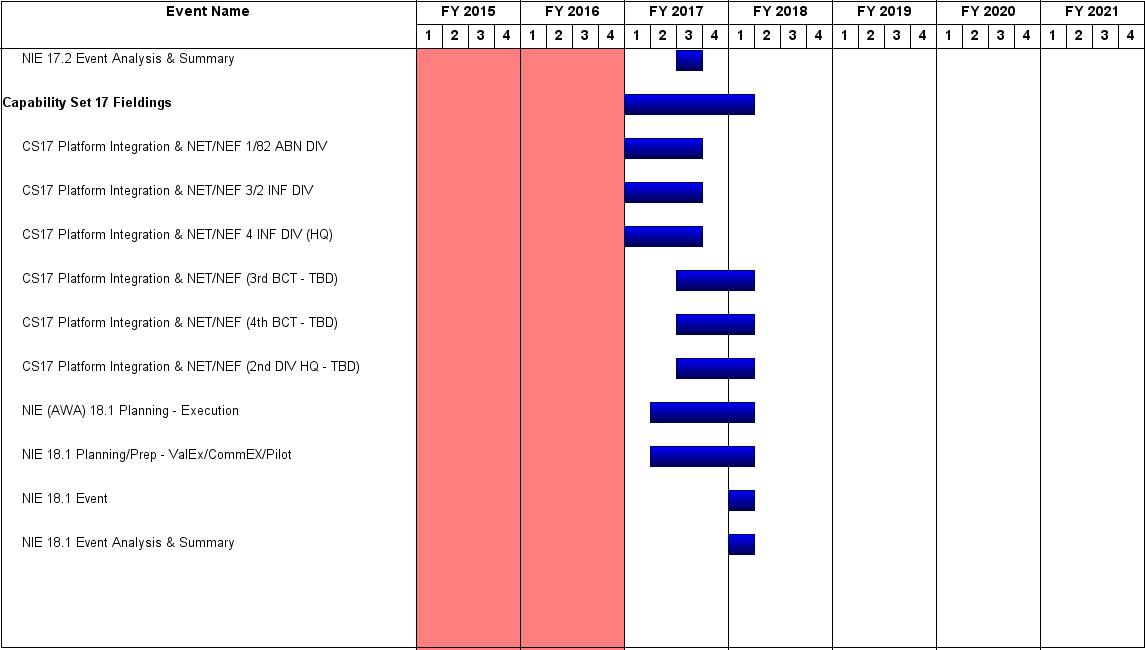 Event Name FY 2015 FY 2016 FY 2017 FY 2018 FY 2019 FY 2020 FY 2021
1 2 3 4 1 2 3 4 1 2 3 4 1 2 3 4 1 2 3 4 1 2 3 4 1 2 3 4
NIE 17.2 Event Analysis & Summary
Capability Set 17 Fieldings
CS17 Platform Integration & NET/NEF 1/82 ABN DIV
CS17 Platform Integration & NET/NEF 3/2 INF DIV
CS17 Platform Integration & NET/NEF 4 INF DIV (HQ)
CS17 Platform Integration & NET/NEF (3rd BCT - TBD)
CS17 Platform Integration & NET/NEF (4th BCT - TBD)
CS17 Platform Integration & NET/NEF (2nd DIV HQ - TBD)
NIE (AWA) 18.1 Planning - Execution
NIE 18.1 Planning/Prep - ValEx/CommEX/Pilot
NIE 18.1 Event
NIE 18.1 Event Analysis & Summary